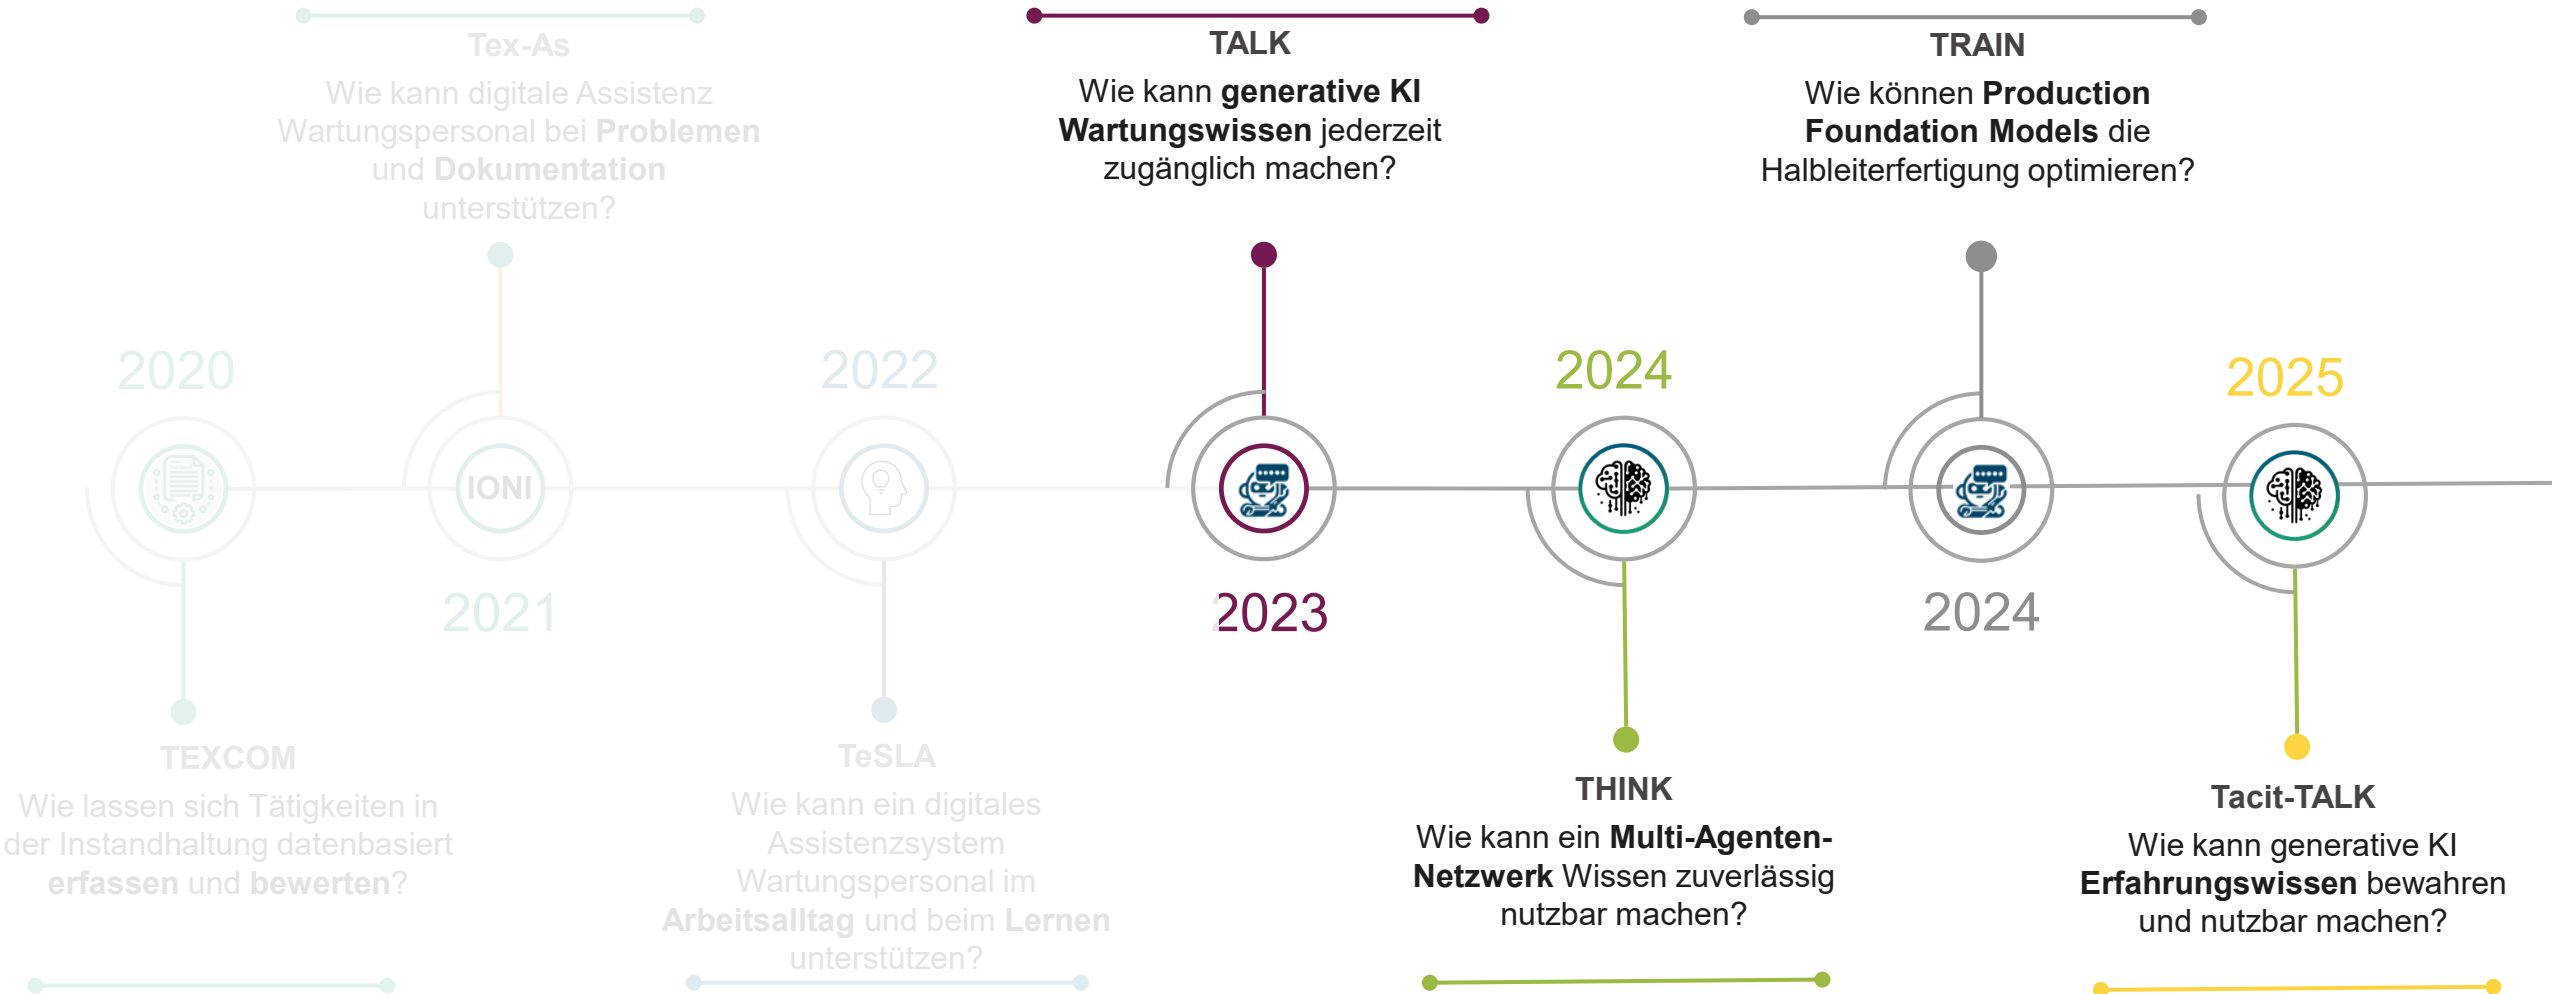 Tex-As
Wie kann digitale Assistenz
Wartungspersonal bei Problemen
und Dokumentation
unterstützen?
TALK
Wie kann generative KI
Wartungswissen jederzeit
zugänglich machen?
TRAIN
Wie können Production
Foundation Models die
Halbleiterfertigung optimieren?
2020
2022
2024
2025
IONI
2021
2023
2024
TEXCOM
Wie lassen sich Tätigkeiten in
der Instandhaltung datenbasiert
erfassen und bewerten?
TeSLA
Wie kann ein digitales
Assistenzsystem
Wartungspersonal im
Arbeitsalltag und beim Lernen
unterstützen?
THINK
Wie kann ein Multi-Agenten-
Netzwerk Wissen zuverlässig
nutzbar machen?
Tacit-TALK
Wie kann generative KI
Erfahrungswissen bewahren
und nutzbar machen?